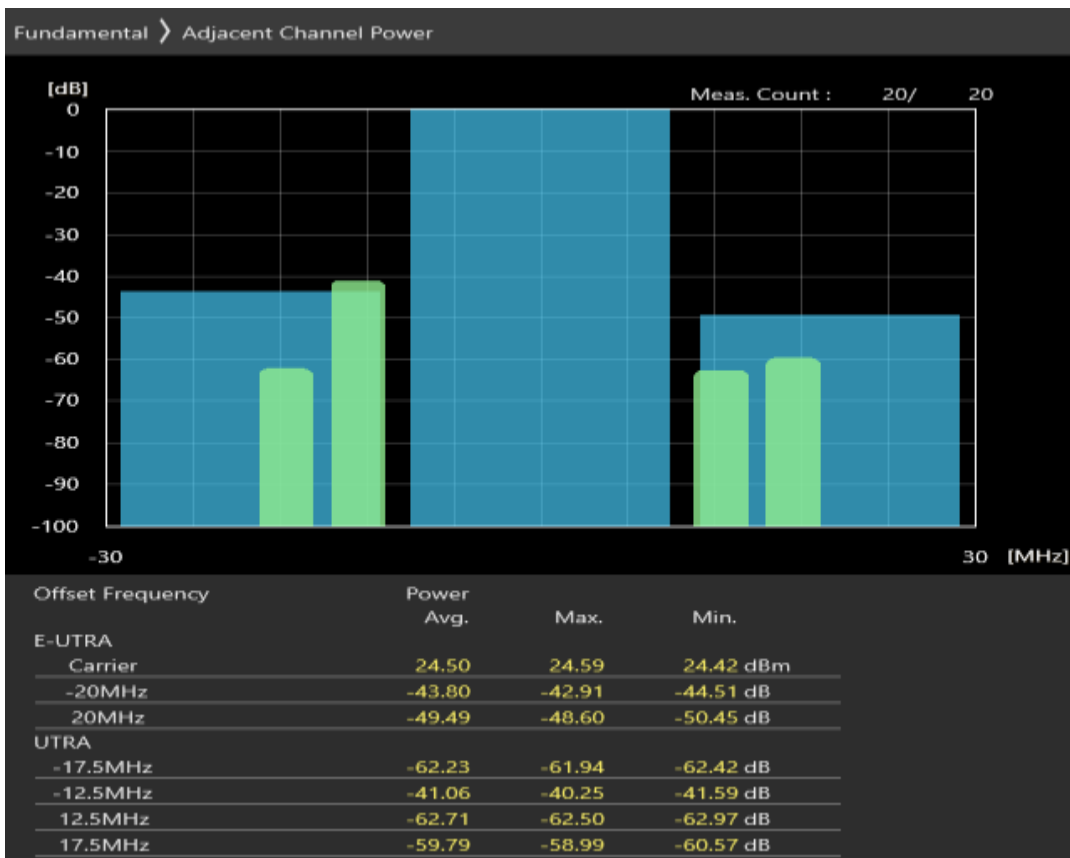 Fundamental ❯ Adjacent Channel Power
[dB]
Meas. Count : 20/ 20
0
-10
-20
-30
-40
-50
-60
-70
-80
-90
-100
-30 30 [MHz]
Offset Frequency Power
Avg. Max. Min.
E-UTRA
Carrier 24.50 24.59 24.42 dBm
-20MHz -43.80 -42.91 -44.51 dB
20MHz -49.49 -48.60 -50.45 dB
UTRA
-17.5MHz -62.23 -61.94 -62.42 dB
-12.5MHz -41.06 -40.25 -41.59 dB
12.5MHz -62.71 -62.50 -62.97 dB
17.5MHz -59.79 -58.99 -60.57 dB